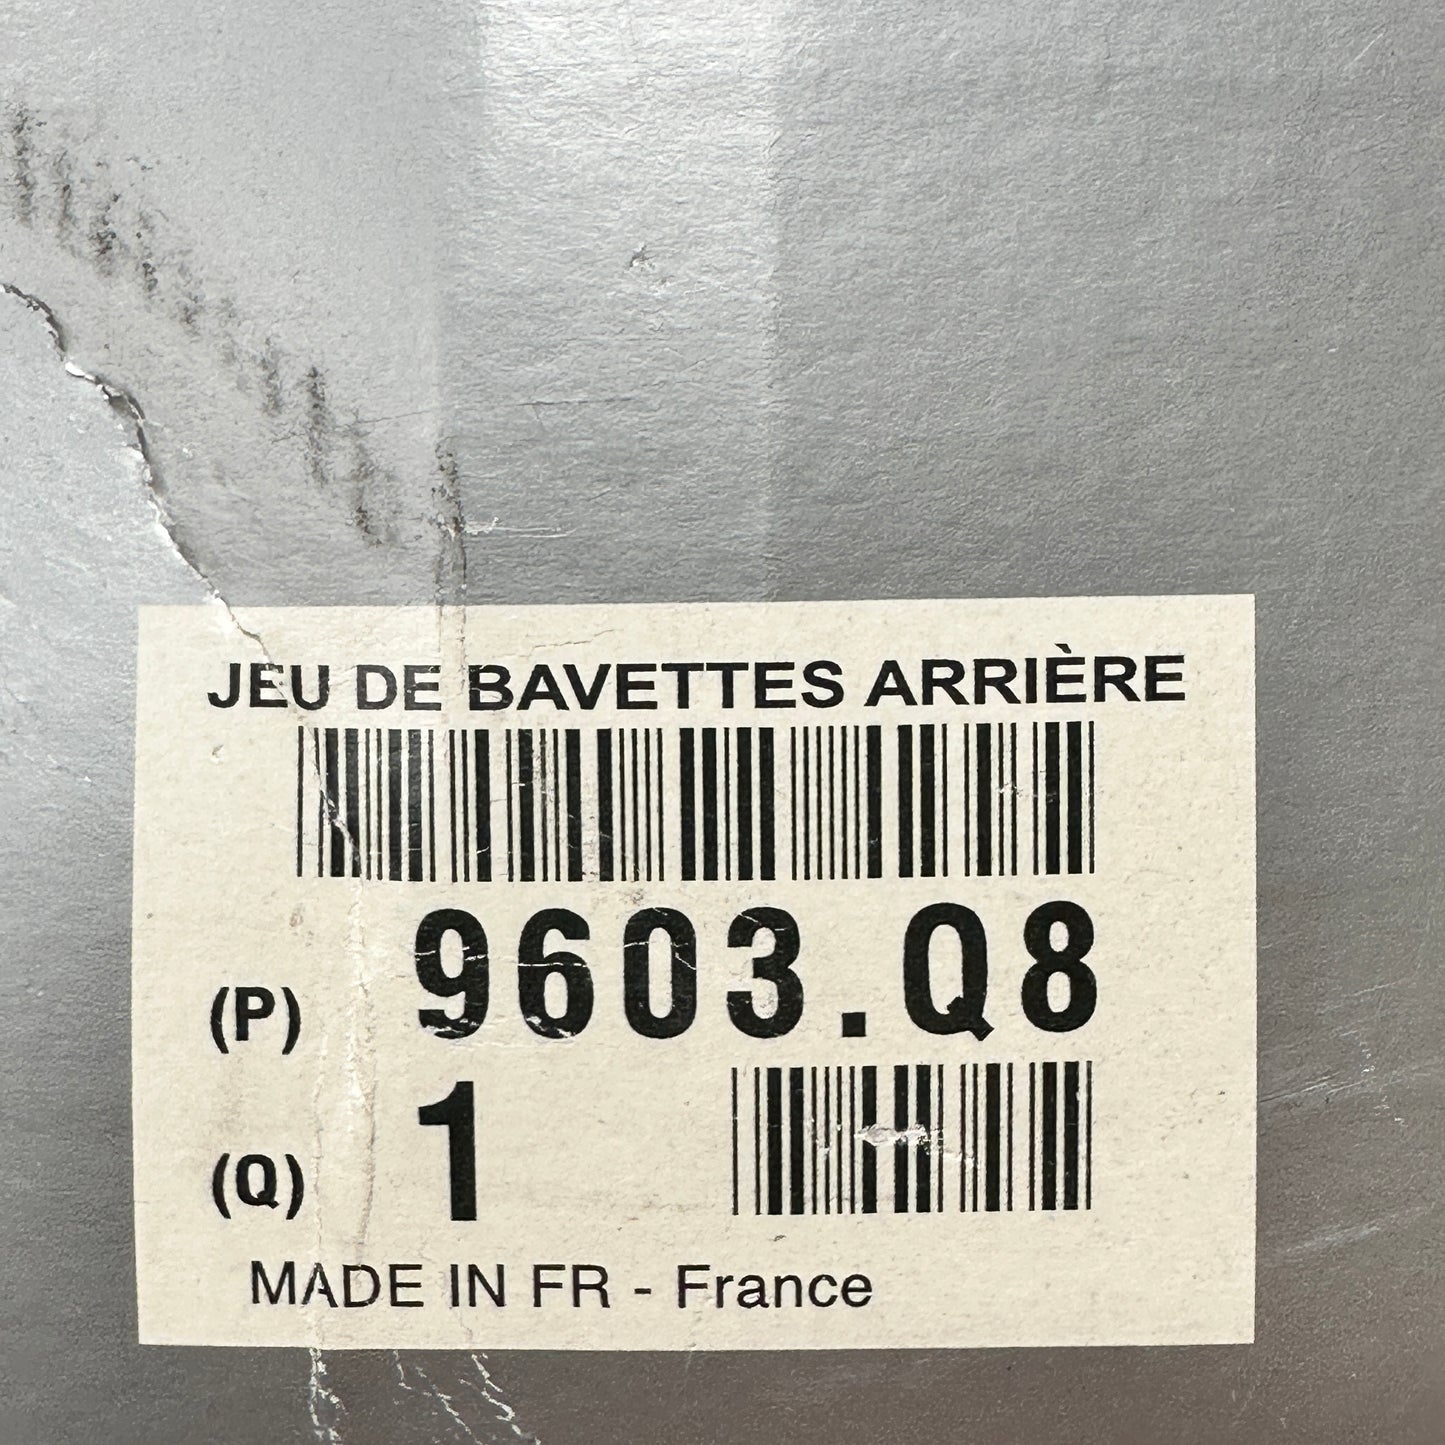 JEU DE BAVETTES ARRIÈRE
(P) 9603.Q8
(Q) 1
MADE IN FR - France